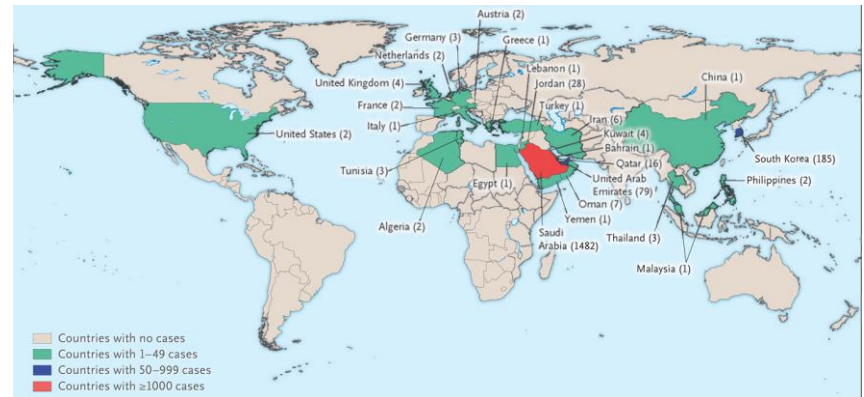 Austria (2)
Germany (3)
Greece (1)
Netherlands (2)
Lebanon (1)
United Kingdom (4)
Jordan (28)
China (1)
France (2)
Turkey (1)
Italy (1)
Iran (6)
United States (2)
Kuwait (4)
Bahrain (1)
South Korea (185)
Tunisia (3)
Qatar (16)
Egypt (1)
United Arab
Emirates (79)
Philippines (2)
Oman (7)
Algeria (2)
Yemen (1)
Saudi
Arabia (1482)
Thailand (3)
Malaysia (1)
Countries with no cases
Countries with 1–49 cases
Countries with 50–999 cases
Countries with ≥1000 cases